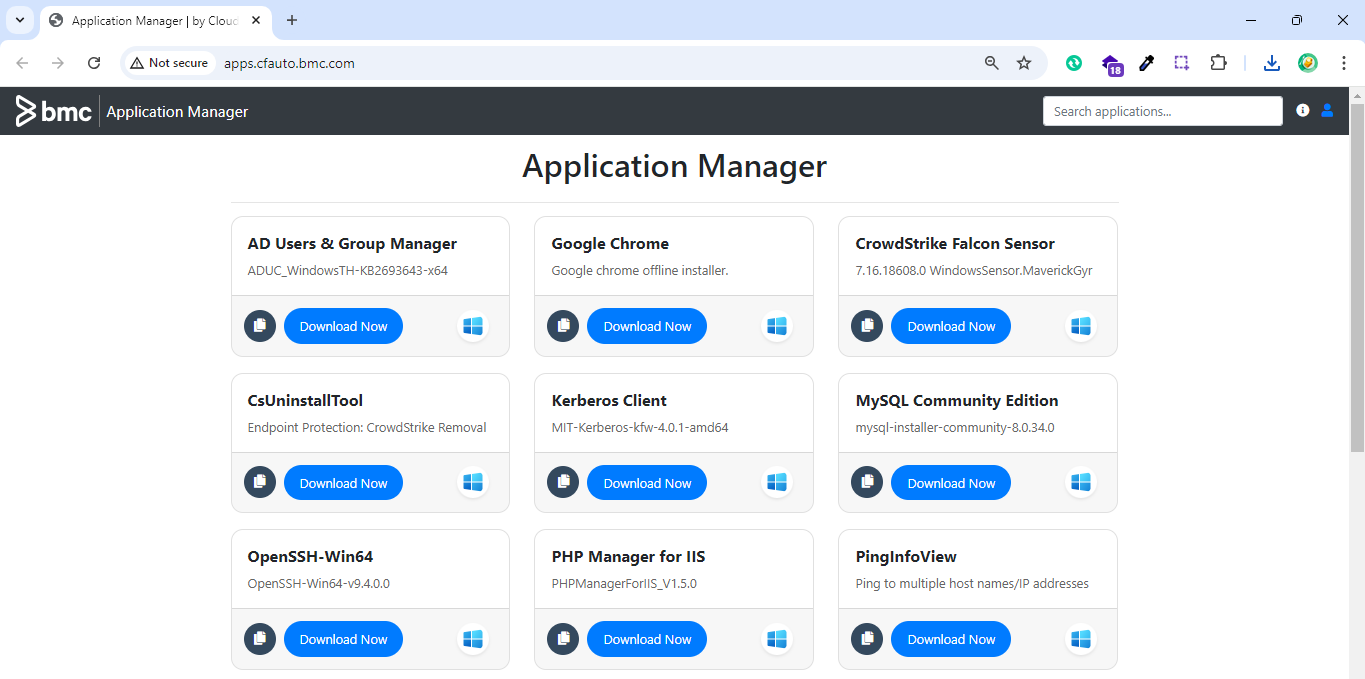 Application Manager | by Cloud
Not secure
apps.cfauto.bmc.com
18
bmc
Application Manager
Search applications...
Application Manager
AD Users & Group Manager
ADUC_WindowsTH-KB2693643-x64
Download Now
Google Chrome
Google chrome offline installer.
Download Now
CrowdStrike Falcon Sensor
7.16.18608.0 WindowsSensor.MaverickGyr
Download Now
CsUninstallTool
Endpoint Protection: CrowdStrike Removal
Download Now
Kerberos Client
MIT-Kerberos-kfw-4.0.1-amd64
Download Now
MySQL Community Edition
mysql-installer-community-8.0.34.0
Download Now
OpenSSH-Win64
OpenSSH-Win64-v9.4.0.0
Download Now
PHP Manager for IIS
PHPManagerForIIS_V1.5.0
Download Now
PingInfoView
Ping to multiple host names/IP addresses
Download Now